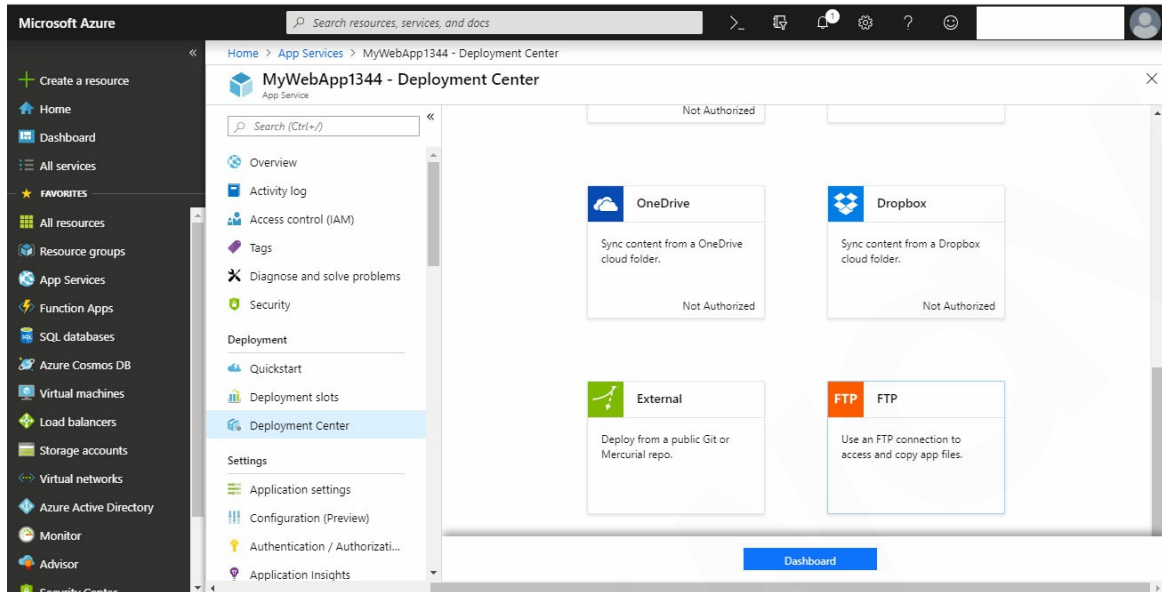 Microsoft Azure
Search resources, services, and docs
>_
1
?
«
Create a resource
Home
Dashboard
All services
FAVORITES
All resources
Resource groups
App Services
Function Apps
SQL databases
Azure Cosmos DB
Virtual machines
Load balancers
Storage accounts
Virtual networks
Azure Active Directory
Monitor
Advisor
Security Center
Home > App Services > MyWebApp1344 - Deployment Center
MyWebApp1344 - Deployment Center
App Service
Search (Ctrl+/)
«
Overview
Activity log
Access control (IAM)
Tags
Diagnose and solve problems
Security
Deployment
Quickstart
Deployment slots
Deployment Center
Settings
Application settings
Configuration (Preview)
Authentication / Authorizati...
Application Insights
Not Authorized
OneDrive
Sync content from a OneDrive
cloud folder.
Not Authorized
Dropbox
Sync content from a Dropbox
cloud folder.
Not Authorized
External
Deploy from a public Git or
Mercurial repo.
FTP FTP
Use an FTP connection to
access and copy app files.
Dashboard